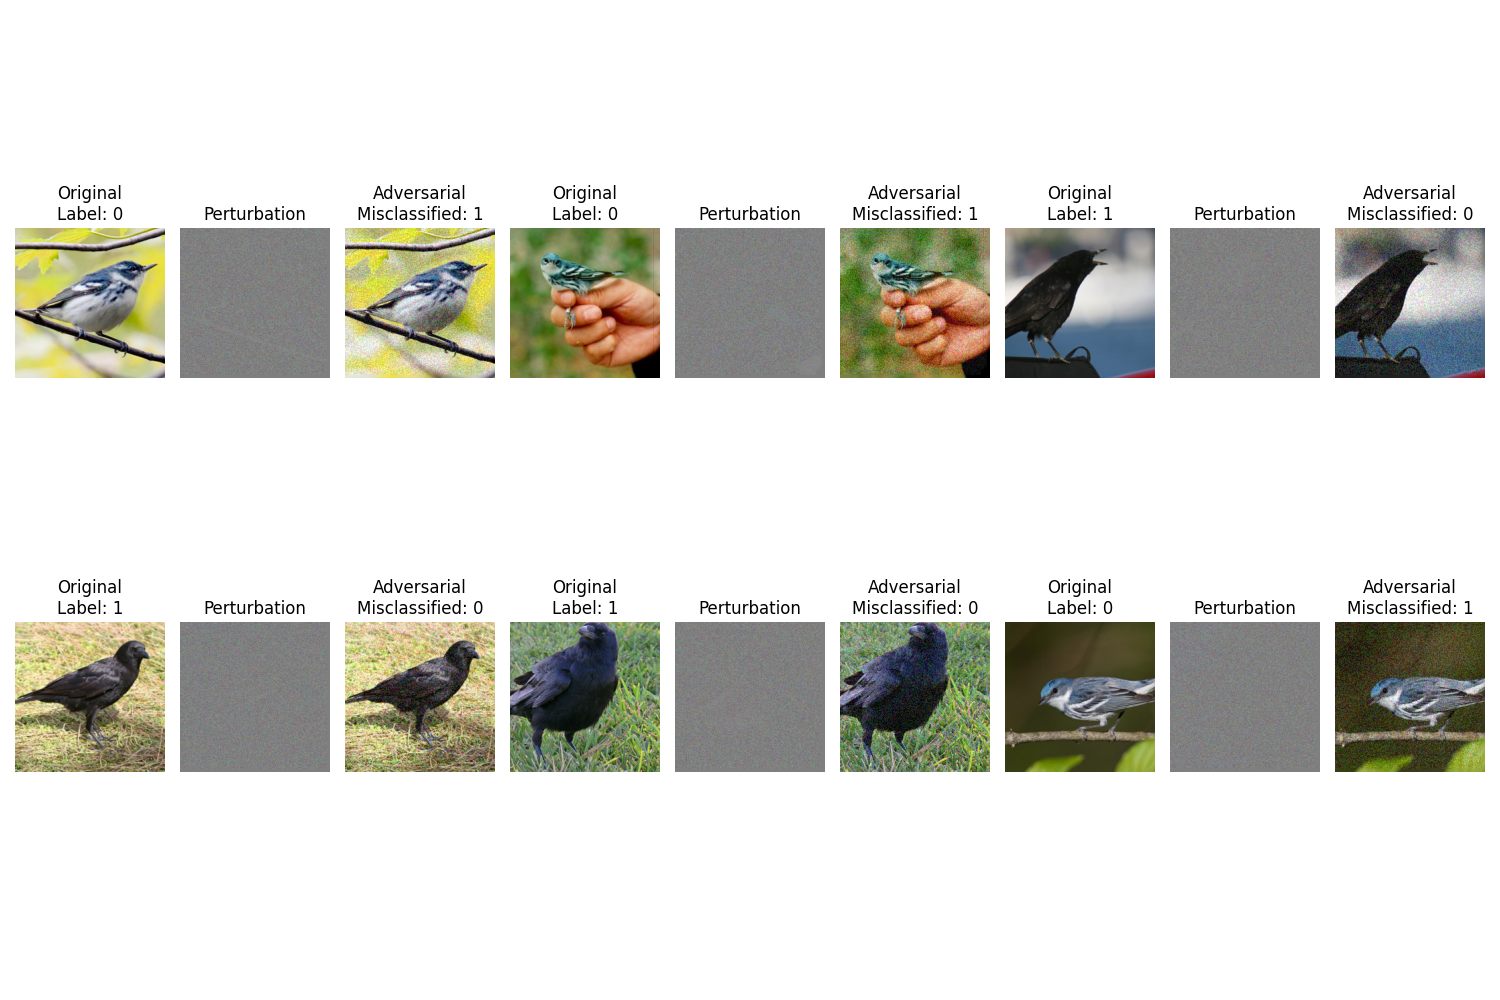 Original
Label: 0
Perturbation
Adversarial
Misclassified: 1
Original
Label: 0
Perturbation
Adversarial
Misclassified: 1
Original
Label: 1
Perturbation
Adversarial
Misclassified: 0
Original
Label: 1
Perturbation
Adversarial
Misclassified: 0
Original
Label: 1
Perturbation
Adversarial
Misclassified: 0
Original
Label: 0
Perturbation
Adversarial
Misclassified: 1